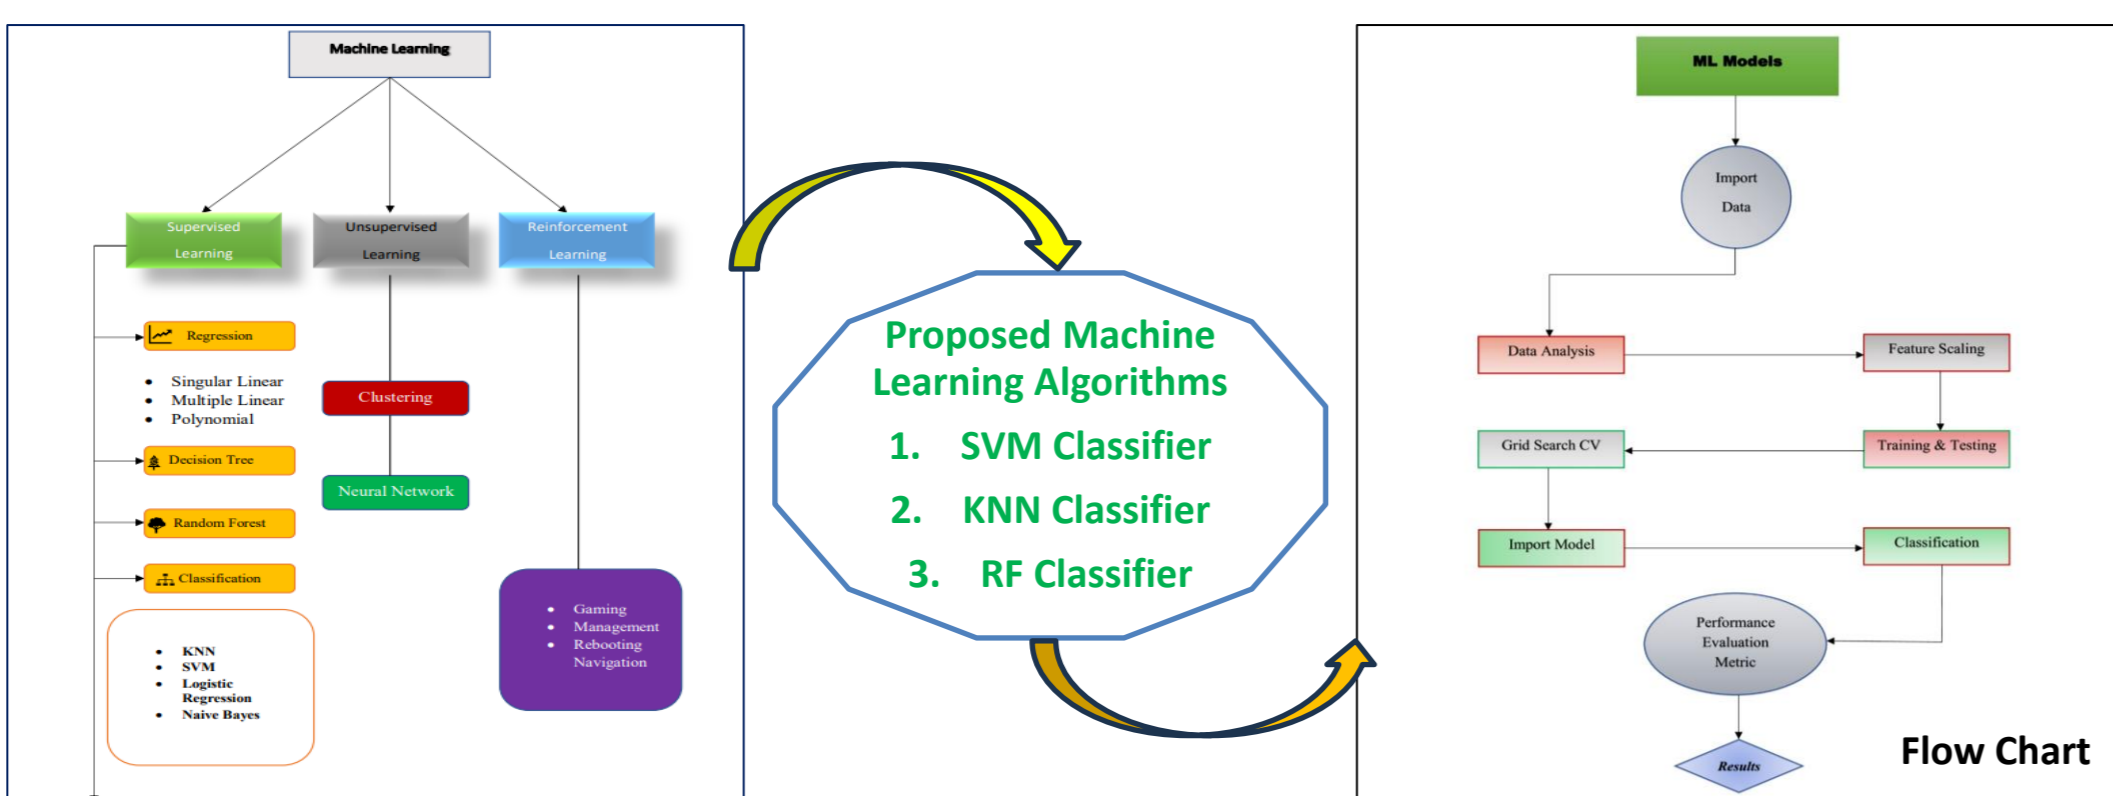 Machine Learning
Supervised
Learning
Unsupervised
Learning
Reinforcement
Learning
Regression
• Singular Linear
• Multiple Linear
• Polynomial
Decision Tree
Random Forest
Classification
• KNN
• SVM
• Logistic
Regression
• Naive Bayes
Clustering
Neural Network
• Gaming
• Management
• Rebooting
Navigation
Proposed Machine
Learning Algorithms
1. SVM Classifier
2. KNN Classifier
3. RF Classifier
ML Models
Import
Data
Data Analysis
Feature Scaling
Grid Search CV
Training & Testing
Import Model
Classification
Performance
Evaluation
Metric
Results
Flow Chart